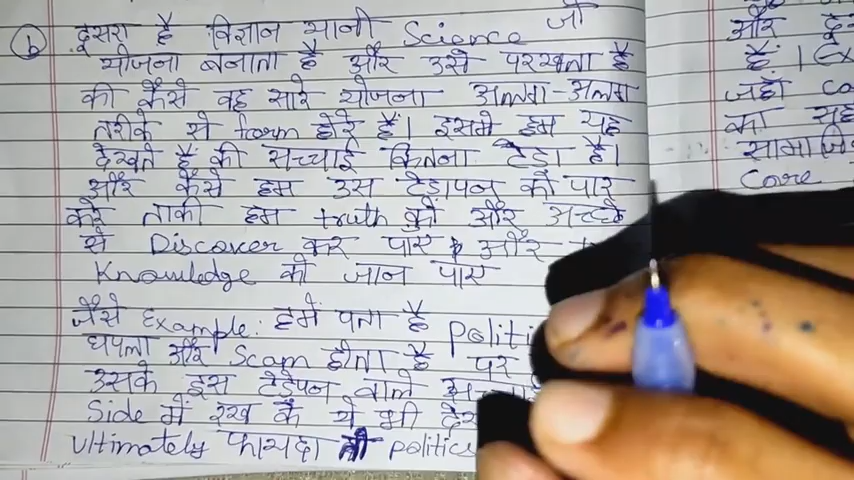 b दूसरा है विज्ञान यानी Science जो
योजना बनाता है और उसे परखता है
की कैसे वह सारे योजना अलग-अलग
तरीके से form होरे हैं। इसमे हम यह
देखते हैं की सच्चाई कितना टेडा है।
और कैसे हम उस टेड़ापन को पार
करे ताकी हम truth को और अच्छे
से Discover कर पाए और
Knowledge को जान पाए
जैसे Example: हमें पता है Politi
घपला और Scam होता है पर
उसके इस टेडेपन वाले
Side में रख के ये भी
Ultimately फायदा तो politics
और
हैं। Ex
जहाँ
का यह
सामाजि
Core